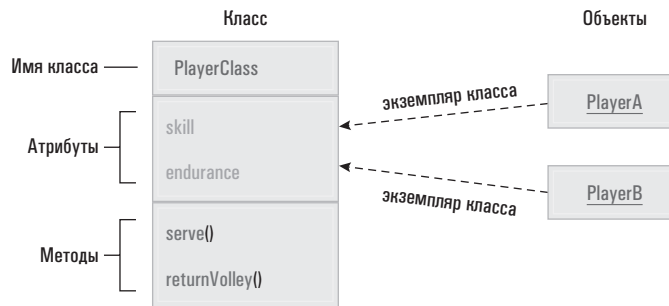 Класс
Объекты
Имя класса
PlayerClass
экземпляр класса
PlayerA
Атрибуты
skill
endurance
экземпляр класса
PlayerB
Методы
serve()
returnVolley()